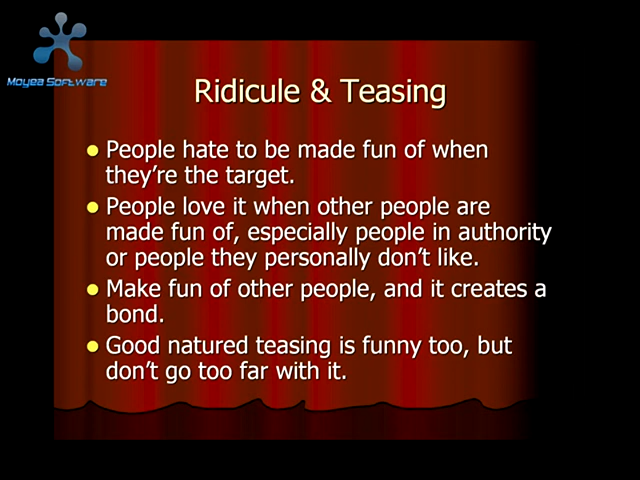 Moyea Software
Ridicule & Teasing
People hate to be made fun of when
they're the target.
People love it when other people are
made fun of, especially people in authority
or people they personally don't like.
Make fun of other people, and it creates a
bond.
Good natured teasing is funny too, but
don't go too far with it.